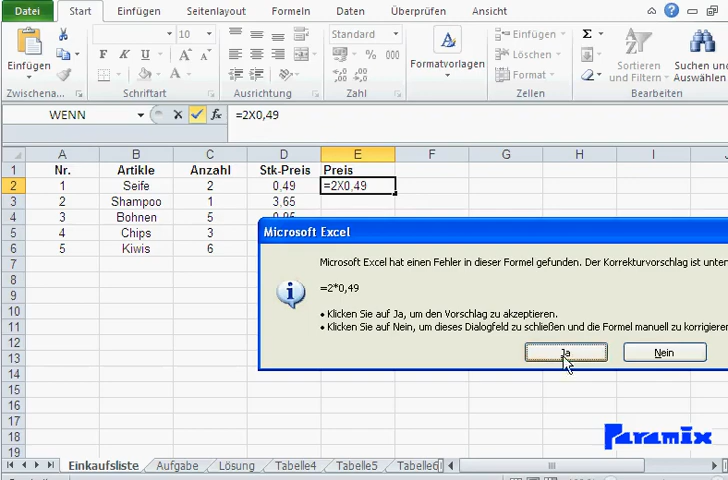 Datei Start Einfügen Seitenlayout Formeln Daten Überprüfen Entwicklertools
Einfügen
F K U
10
A A
Standard
% 000
Formatvorlagen
Einfügen
Löschen
Format
Σ
Sortieren und Filtern
Suchen und Auswählen
Zwischena... Schriftart Ausrichtung Zahl Zellen Bearbeiten
WENN fx =2X0,49
A B C D E F G H I
1 Nr. Artikle Anzahl Stk-Preis Preis
2 1 Seife 2 0,49 =2X0,49
3 2 Shampoo 1 3,65
4 3 Bohnen 5 0,95
5 4 Chips 3
6 5 Kiwis 6
7
8
9
10
11
12
13
14
15
16
17
18
19
Microsoft Excel
Microsoft Excel hat einen Fehler in dieser Formel gefunden. Der Korrekturvorschlag ist unten
=2*0,49
• Klicken Sie auf Ja, um den Vorschlag zu akzeptieren.
• Klicken Sie auf Nein, um dieses Dialogfeld zu schließen und die Formel manuell zu korrigieren
Ja Nein
Paramix
Einkaufsliste Aufgabe Lösung Tabelle4 Tabelle5 Tabelle6